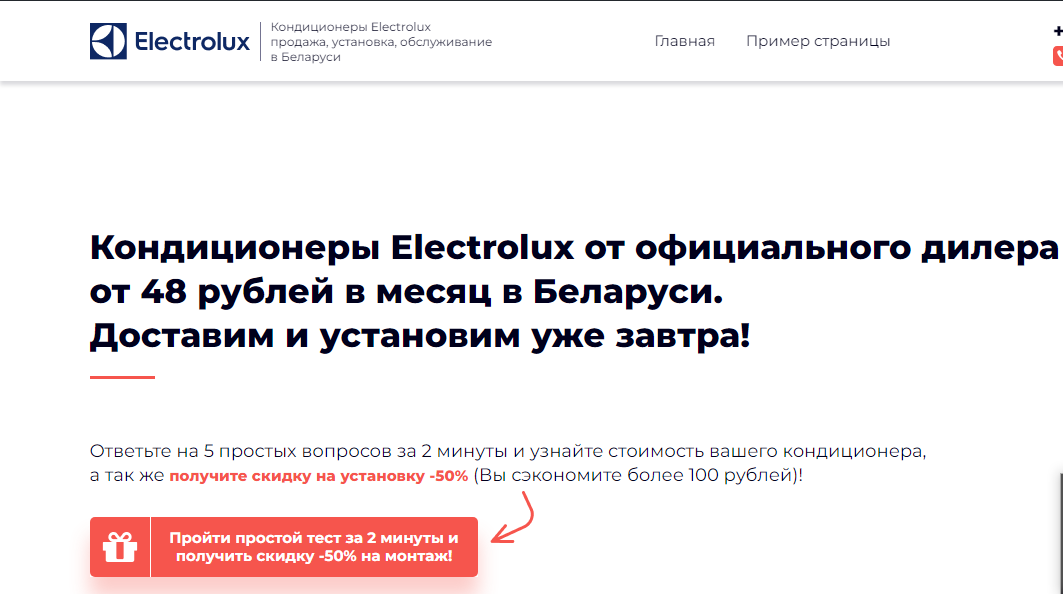 Electrolux
Кондиционеры Electrolux
продажа, установка, обслуживание
в Беларуси
Главная
Пример страницы
+
Кондиционеры Electrolux от официального дилера
от 48 рублей в месяц в Беларуси.
Доставим и установим уже завтра!
Ответьте на 5 простых вопросов за 2 минуты и узнайте стоимость вашего кондиционера,
а так же получите скидку на установку -50% (Вы сэкономите более 100 рублей)!
Пройти простой тест за 2 минуты и
получить скидку -50% на монтаж!